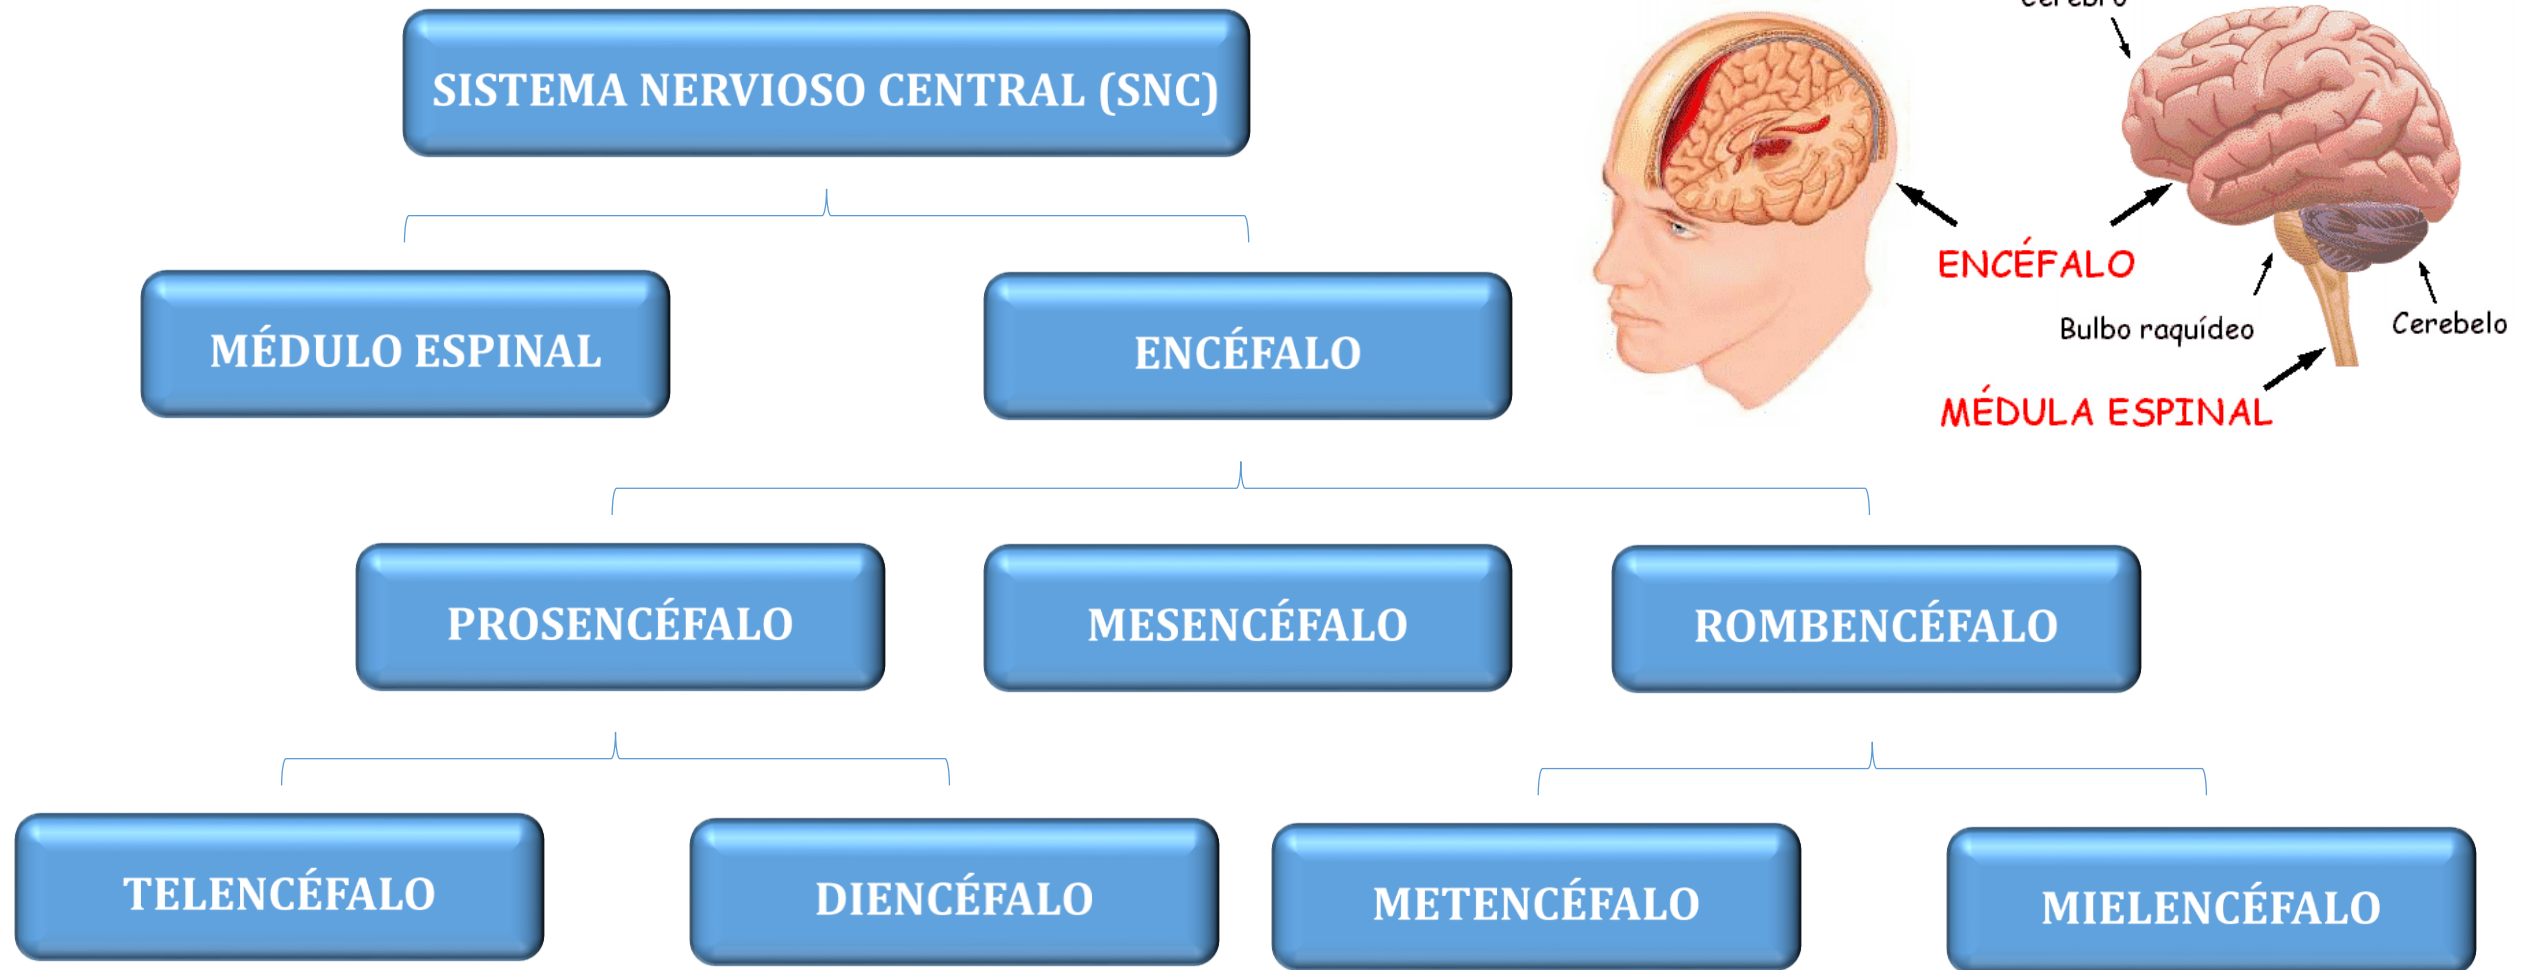 SISTEMA NERVIOSO CENTRAL (SNC)
MÉDULO ESPINAL
ENCÉFALO
PROSENCÉFALO
MESENCÉFALO
ROMBENCÉFALO
TELENCÉFALO
DIENCÉFALO
METENCÉFALO
MIELENCÉFALO
Cerebro
ENCÉFALO
Bulbo raquídeo
Cerebelo
MÉDULA ESPINAL